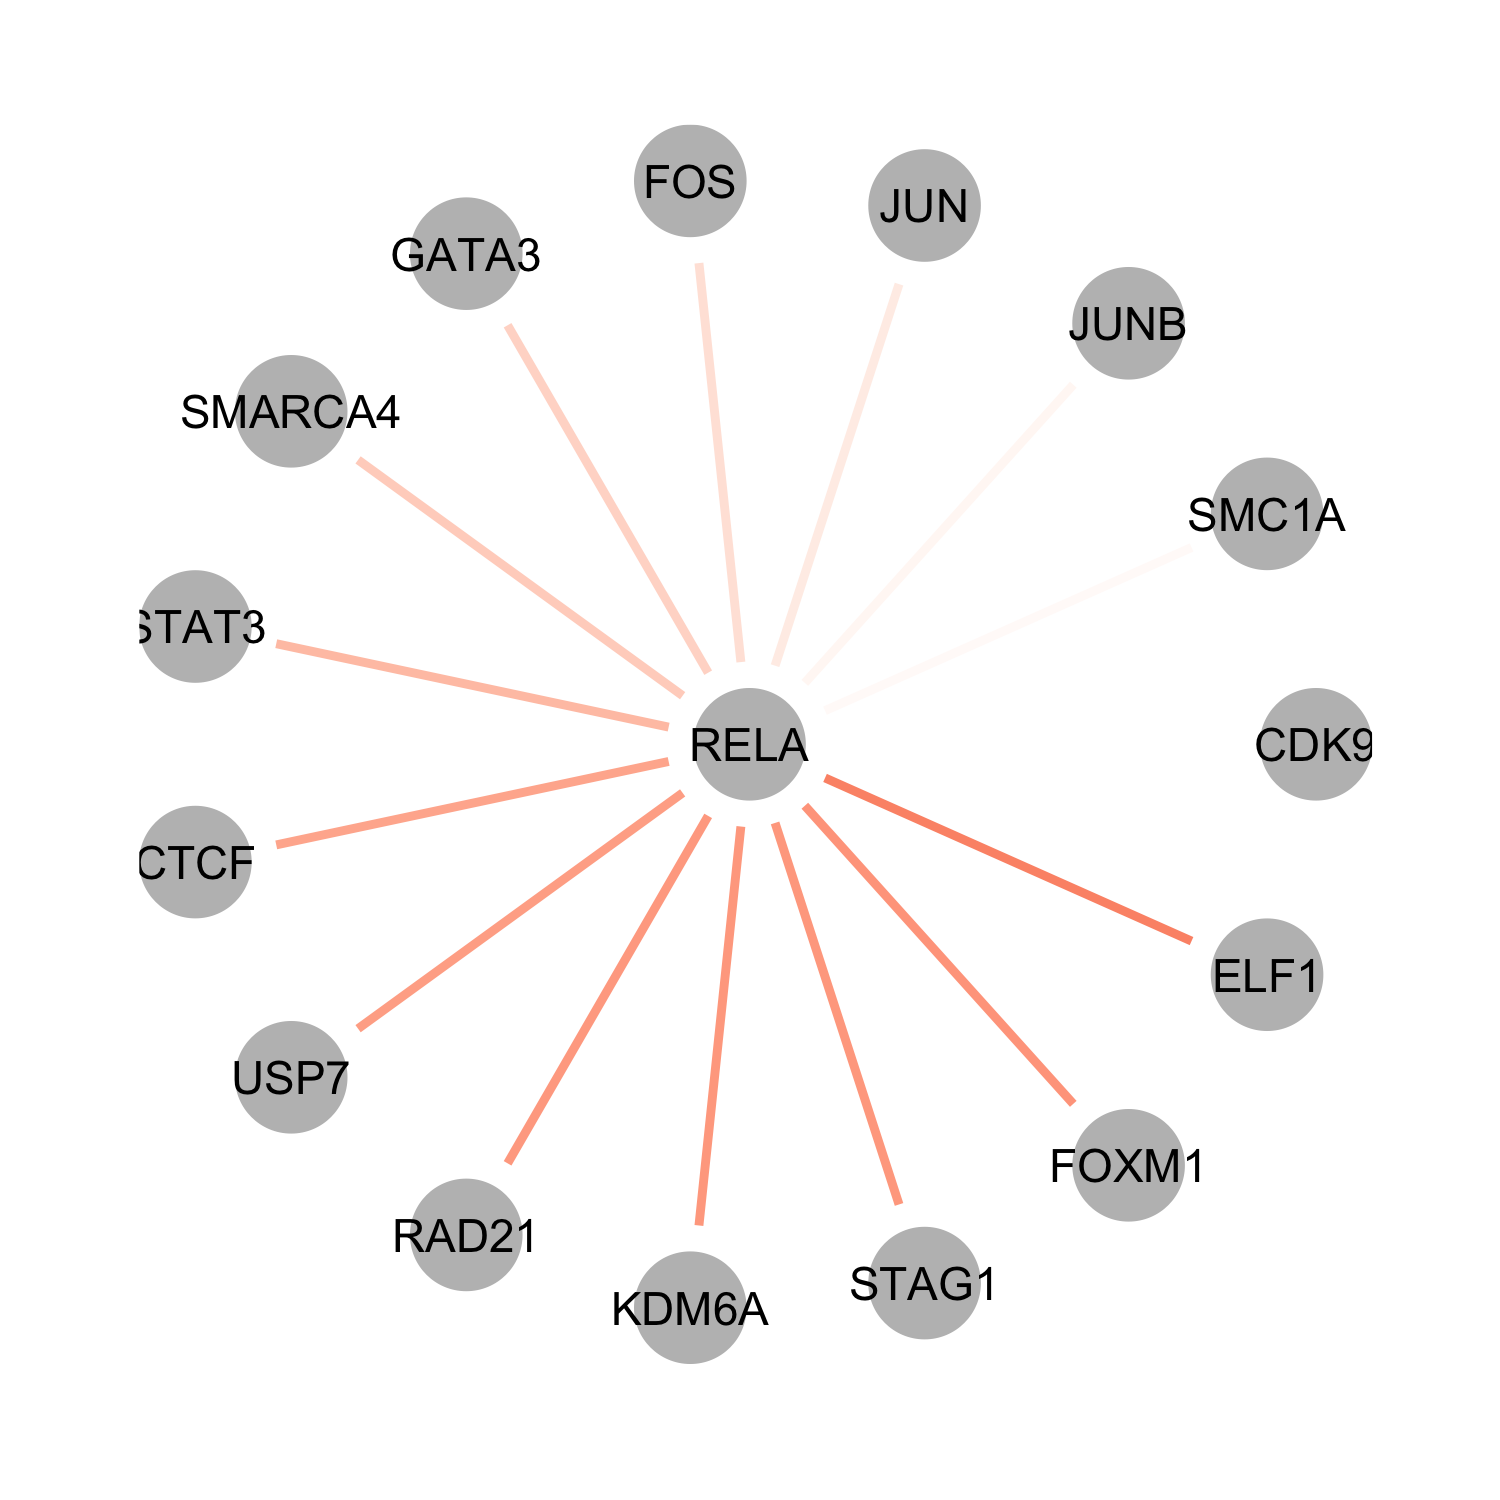 FOS
JUN
GATA3
JUNB
SMARCA4
SMC1A
STAT3
RELA
CDK9
CTCF
ELF1
USP7
FOXM1
RAD21
STAG1
KDM6A